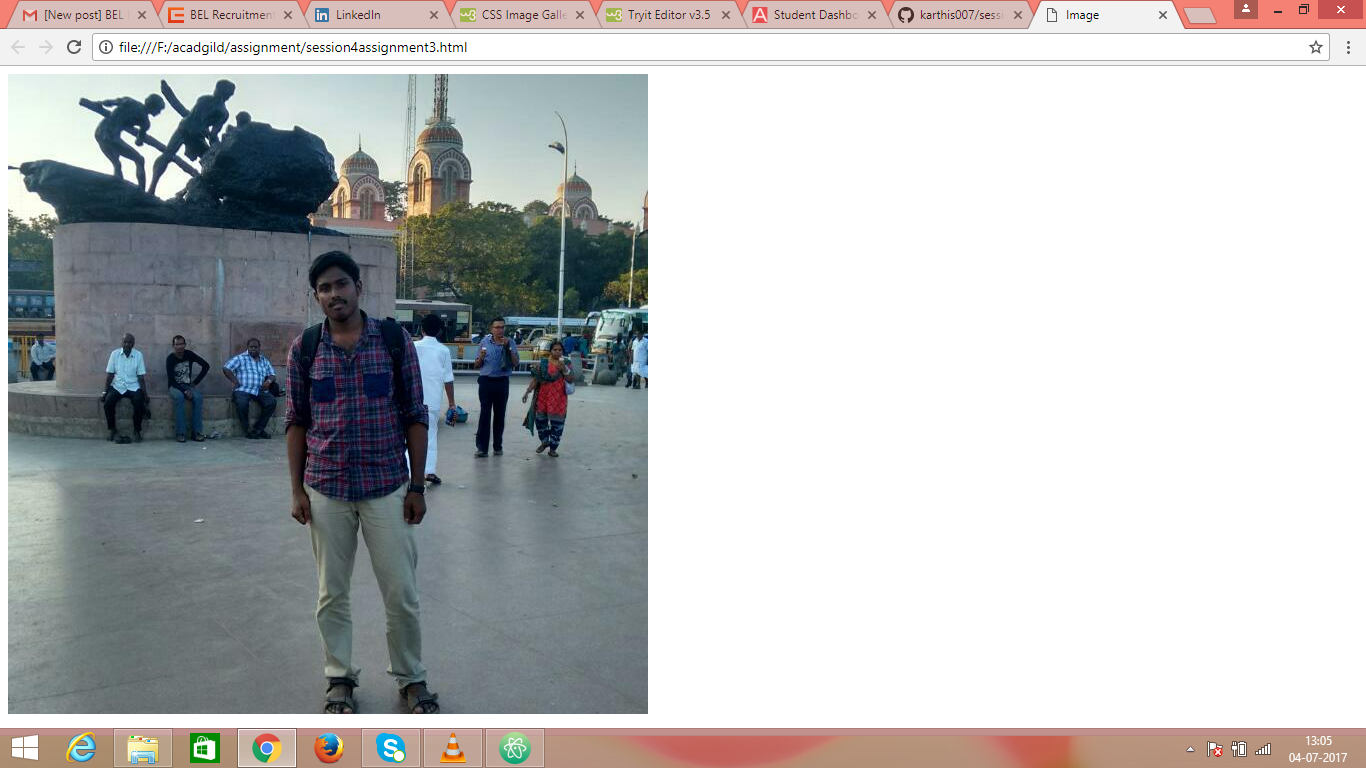 [New post] BEL
BEL Recruitment
LinkedIn
CSS Image Galle
Tryit Editor v3.5
Student Dashbo
karthis007/sessi
Image
file:///F:/acadgild/assignment/session4assignment3.html
13:05
04-07-2017